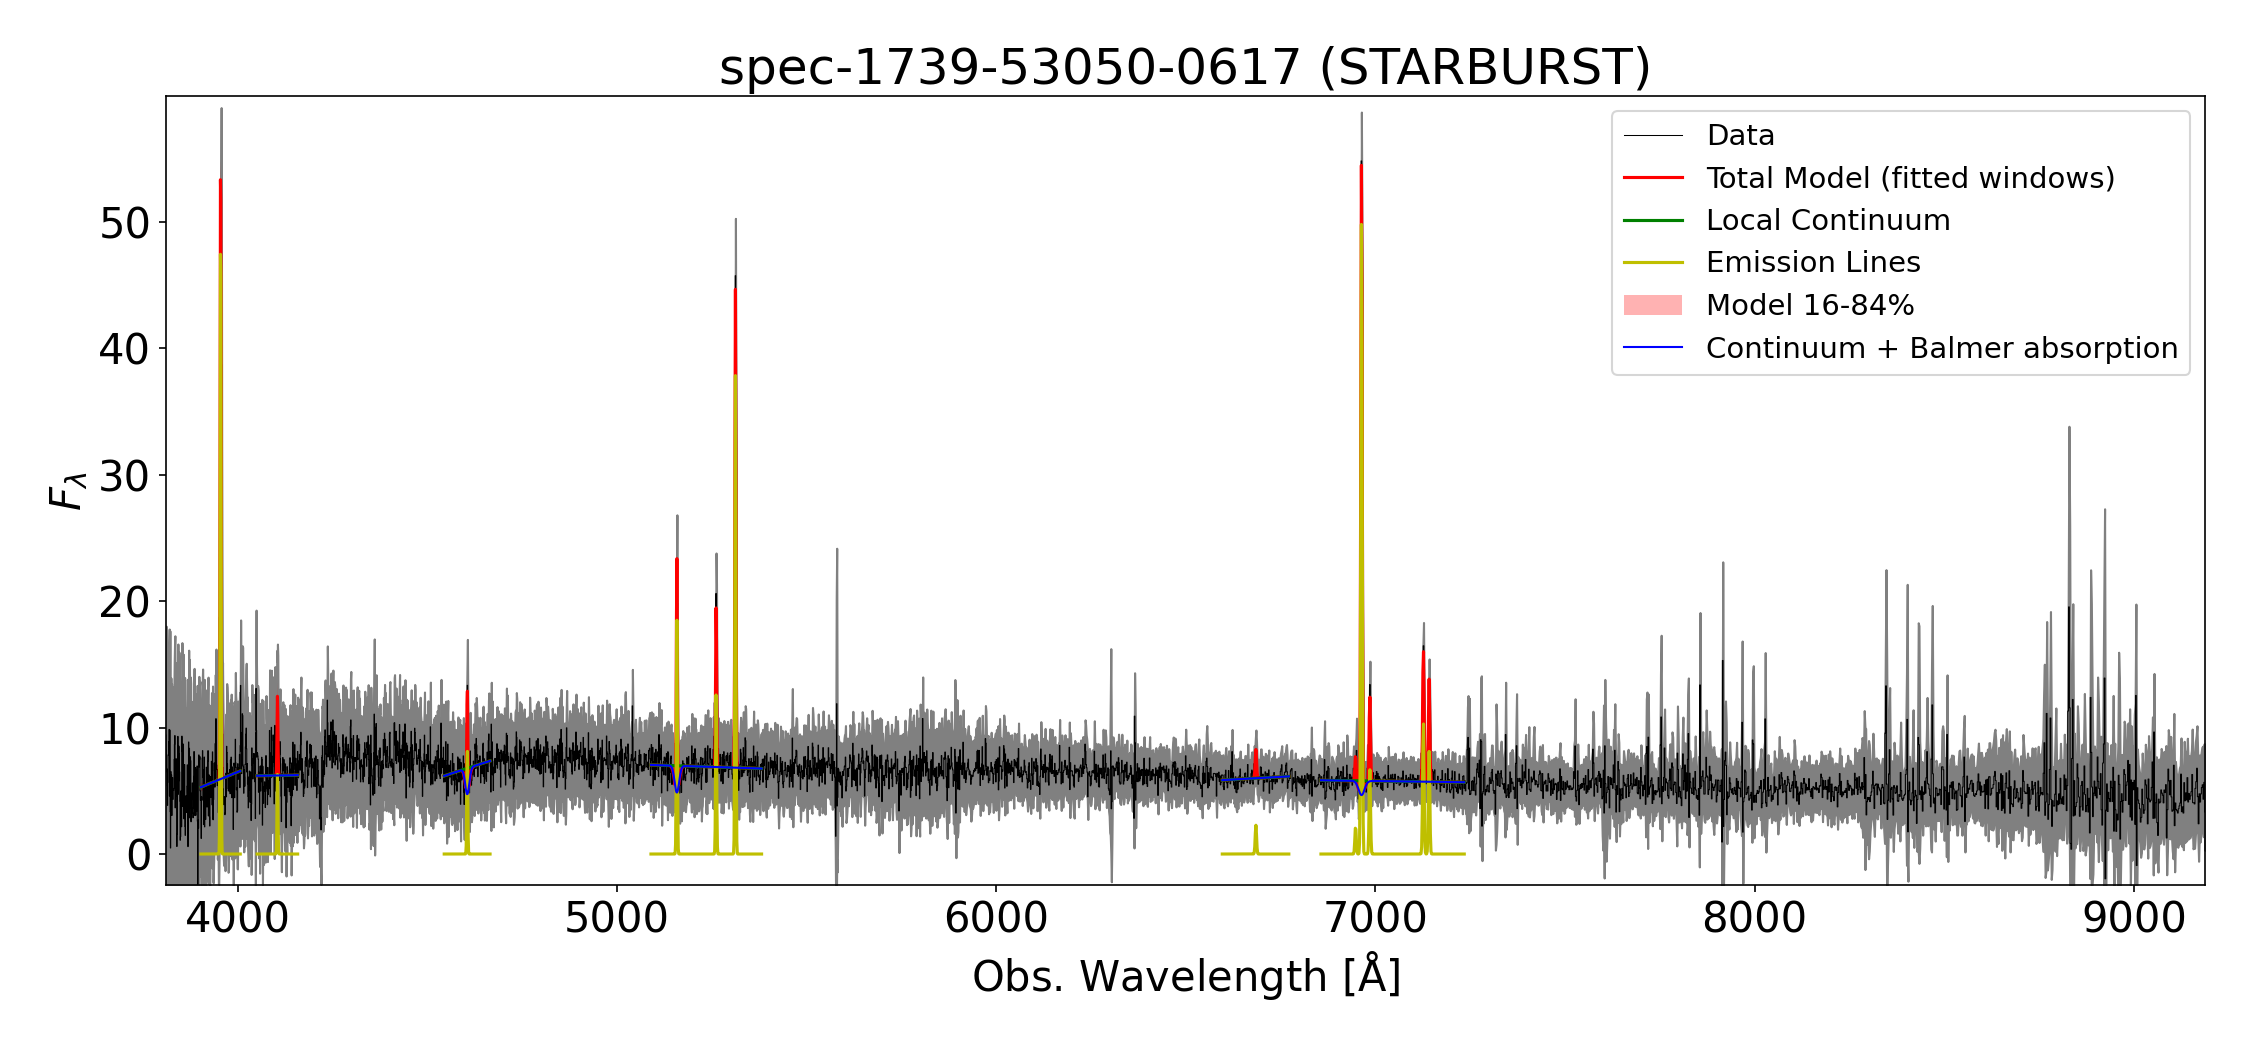 spec-1739-53050-0617 (STARBURST)
Data
Total Model (fitted windows)
Local Continuum
Emission Lines
Model 16-84%
Continuum + Balmer absorption
50
40
30
20
10
0
Fλ
4000 5000 6000 7000 8000 9000
Obs. Wavelength [Å]